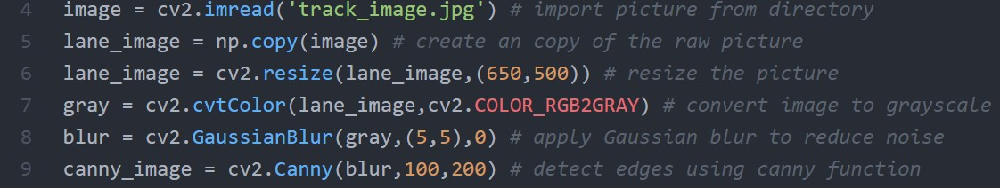 4 image = cv2.imread('track_image.jpg') # import picture from directory
5 lane_image = np.copy(image) # create an copy of the raw picture
6 lane_image = cv2.resize(lane_image,(650,500)) # resize the picture
7 gray = cv2.cvtColor(lane_image,cv2.COLOR_RGB2GRAY) # convert image to grayscale
8 blur = cv2.GaussianBlur(gray,(5,5),0) # apply Gaussian blur to reduce noise
9 canny_image = cv2.Canny(blur,100,200) # detect edges using canny function